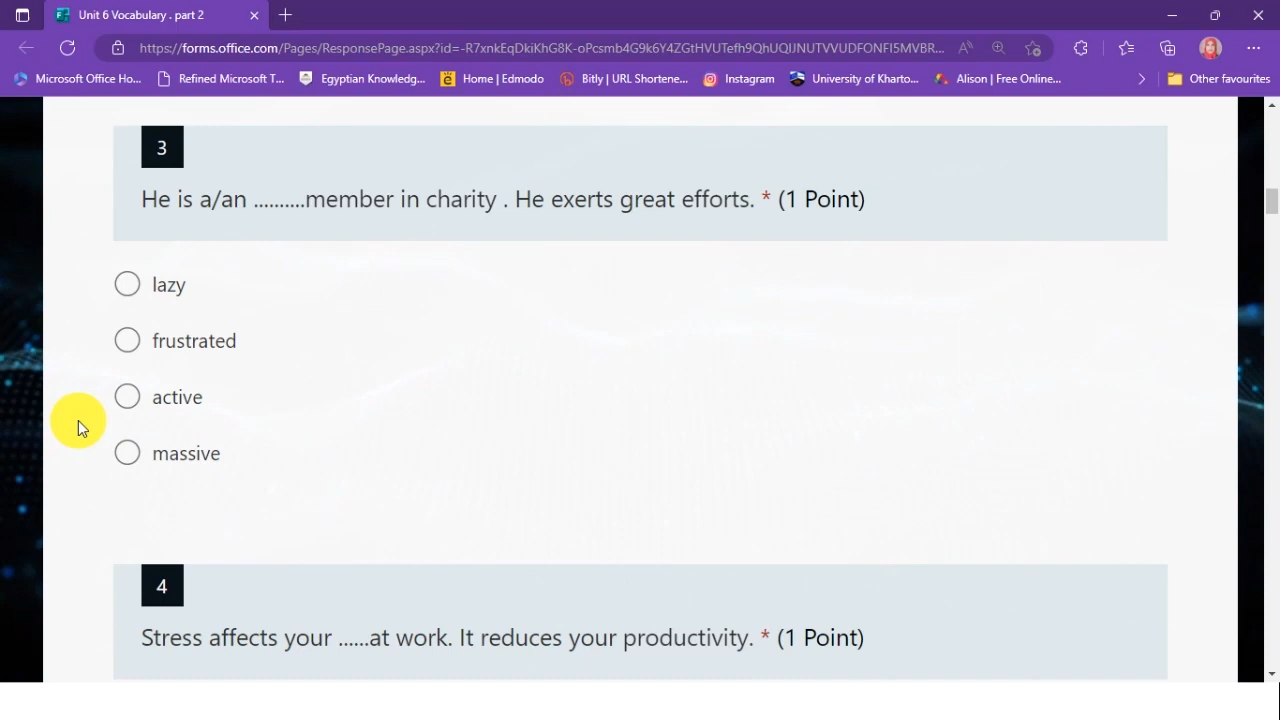 Unit 6 Vocabulary . part 2
https://forms.office.com/Pages/ResponsePage.aspx?id=-R7xnkEqDkiKhG8K-oPcsmb4G9k6Y4ZGtHVUTefh9QhUQlJNUTVVUDFONFI5MVBR...
Microsoft Office Ho... Refined Microsoft T... Egyptian Knowledg... Home | Edmodo Bitly | URL Shortene... Instagram University of Kharto... Alison | Free Online... Other favourites
3
He is a/an ..........member in charity . He exerts great efforts. * (1 Point)
lazy
frustrated
active
massive
4
Stress affects your ......at work. It reduces your productivity. * (1 Point)